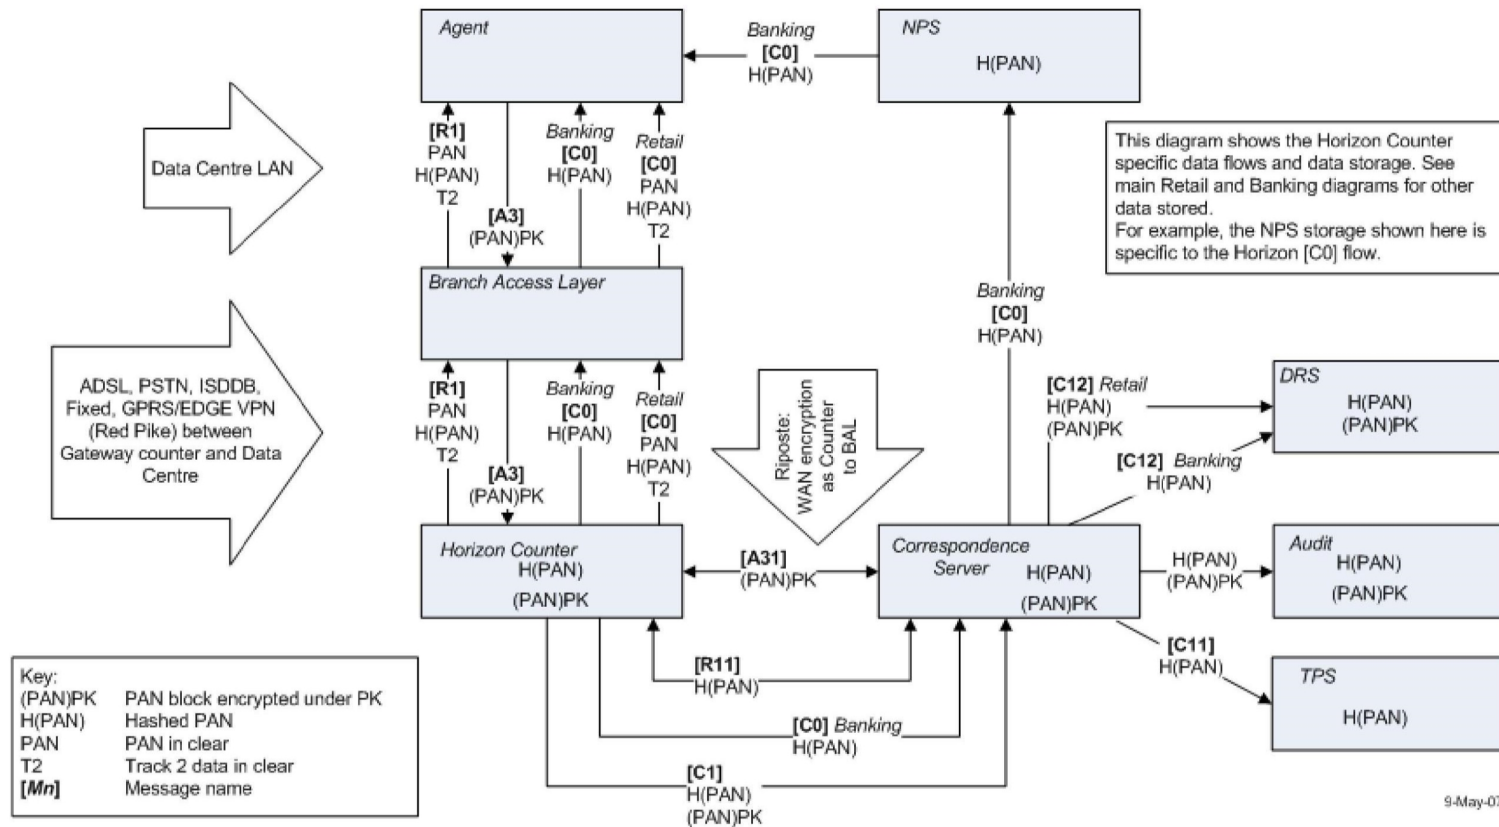 Agent
Banking
[C0]
H(PAN)
NPS
H(PAN)
Data Centre LAN
[R1]
PAN
H(PAN)
T2
[A3]
(PAN)PK
Banking
[C0]
H(PAN)
Retail
[C0]
PAN
H(PAN)
T2
This diagram shows the Horizon Counter
specific data flows and data storage. See
main Retail and Banking diagrams for other
data stored.
For example, the NPS storage shown here is
specific to the Horizon [C0] flow.
Branch Access Layer
Banking
[C0]
H(PAN)
ADSL, PSTN, ISDDB,
Fixed, GPRS/EDGE VPN
(Red Pike) between
Gateway counter and Data
Centre
[R1]
PAN
H(PAN)
T2
[A3]
(PAN)PK
Banking
[C0]
H(PAN)
Retail
[C0]
PAN
H(PAN)
T2
Riposte:
WAN encryption
as Counter
to BAL
[C12] Retail
H(PAN)
(PAN)PK
[C12] Banking
H(PAN)
DRS
H(PAN)
(PAN)PK
Horizon Counter
H(PAN)
(PAN)PK
[A31]
(PAN)PK
Correspondence
Server
H(PAN)
(PAN)PK
H(PAN)
(PAN)PK
Audit
H(PAN)
(PAN)PK
[C11]
H(PAN)
TPS
H(PAN)
[R11]
H(PAN)
[C0] Banking
H(PAN)
[C1]
H(PAN)
(PAN)PK
Key:
(PAN)PK PAN block encrypted under PK
H(PAN) Hashed PAN
PAN PAN in clear
T2 Track 2 data in clear
[Mn] Message name